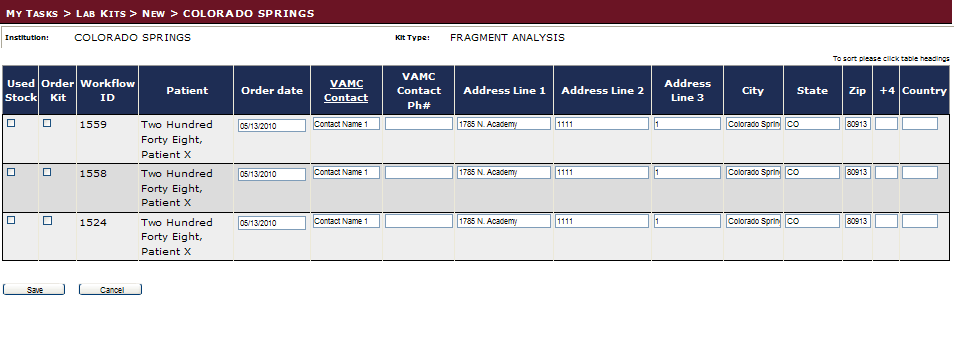 MY TASKS > LAB KITS > NEW > COLORADO SPRINGS
Institution: COLORADO SPRINGS Kit Type: FRAGMENT ANALYSIS
To sort please click table headings
Used Stock Order Kit Workflow ID Patient Order date VAMC Contact VAMC Contact Ph# Address Line 1 Address Line 2 Address Line 3 City State Zip +4 Country
1559 Two Hundred 05/13/2010 Contact Name 1 1785 N. Academy 1111 1 Colorado Sprin CO 80913
Forty Eight,
Patient X
1558 Two Hundred 05/13/2010 Contact Name 1 1785 N. Academy 1111 1 Colorado Sprin CO 80913
Forty Eight,
Patient X
1524 Two Hundred 05/13/2010 Contact Name 1 1785 N. Academy 1111 1 Colorado Sprin CO 80913
Forty Eight,
Patient X
Save Cancel